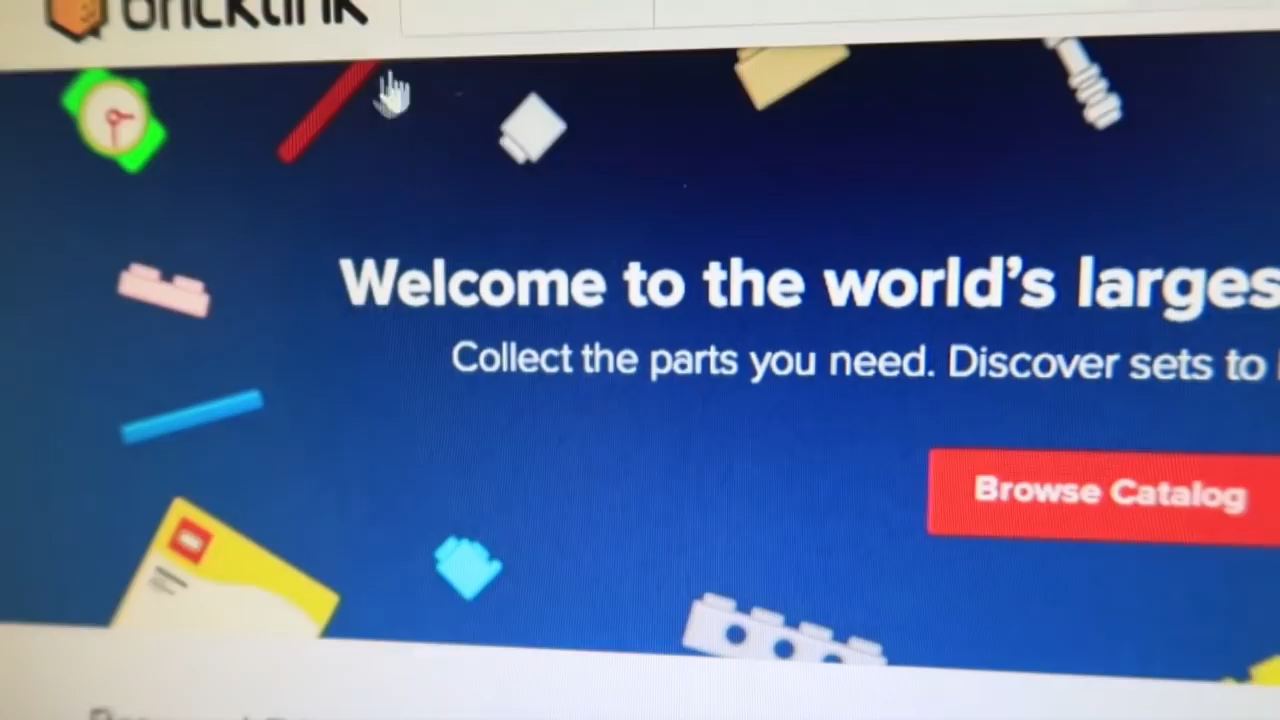 bricklink
Welcome to the world's larges
Collect the parts you need. Discover sets to
Browse Catalog